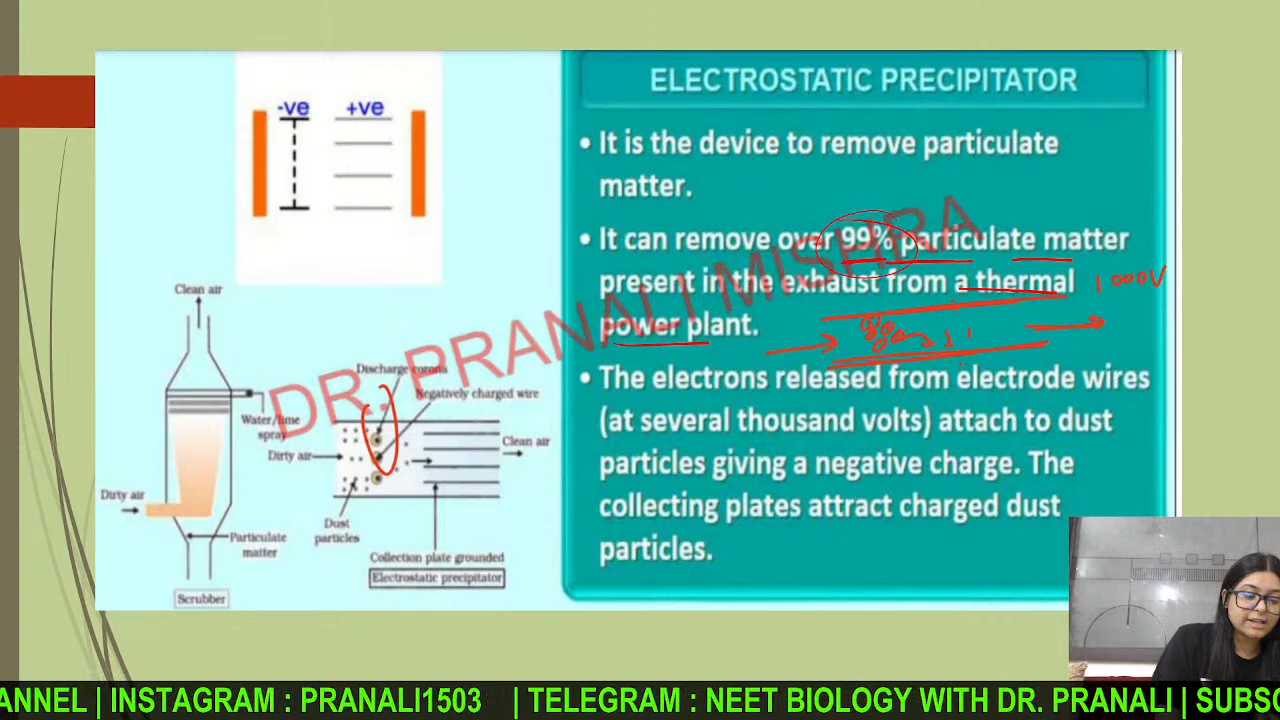 ELECTROSTATIC PRECIPITATOR
-ve +ve
• It is the device to remove particulate
matter.
• It can remove over 99% particulate matter
present in the exhaust from a thermal
power plant.
1000V
• The electrons released from electrode wires
(at several thousand volts) attach to dust
particles giving a negative charge. The
collecting plates attract charged dust
particles.
Clean air
Water/lime
spray
Dirty air
Particulate
matter
Scrubber
Discharge corona
Negatively charged wire
Dirty air
Clean air
Dust
particles
Collection plate grounded
Electrostatic precipitator
DR. PRANALI MISHRA
ANNEL | INSTAGRAM : PRANALI1503 | TELEGRAM : NEET BIOLOGY WITH DR. PRANALI | SUBSC